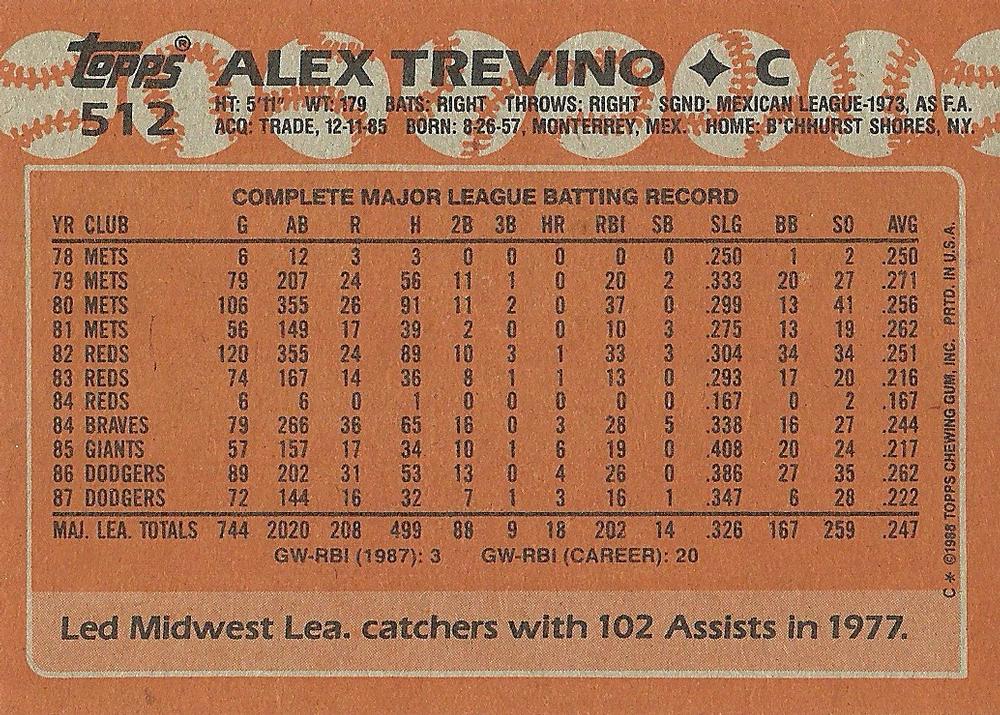 topps® ALEX TREVINO ✦ C
512 HT: 5'11" WT: 179 BATS: RIGHT THROWS: RIGHT SGND: MEXICAN LEAGUE-1973, AS F.A.
ACQ: TRADE, 12-11-85 BORN: 8-26-57, MONTERREY, MEX. HOME: B'CHHURST SHORES, N.Y.
COMPLETE MAJOR LEAGUE BATTING RECORD
YR CLUB G AB R H 2B 3B HR RBI SB SLG BB SO AVG
78 METS 6 12 3 3 0 0 0 0 0 .250 1 2 .250
79 METS 79 207 24 56 11 1 0 20 2 .333 20 27 .271
80 METS 106 355 26 91 11 2 0 37 0 .299 13 41 .256
81 METS 56 149 17 39 2 0 0 10 3 .275 13 19 .262
82 REDS 120 355 24 89 10 3 1 33 3 .304 34 34 .251
83 REDS 74 167 14 36 8 1 1 13 0 .293 17 20 .216
84 REDS 6 6 0 1 0 0 0 0 0 .167 0 2 .167
84 BRAVES 79 266 36 65 16 0 3 28 5 .338 16 27 .244
85 GIANTS 57 157 17 34 10 1 6 19 0 .408 20 24 .217
86 DODGERS 89 202 31 53 13 0 4 26 0 .386 27 35 .262
87 DODGERS 72 144 16 32 7 1 3 16 1 .347 6 28 .222
MAJ. LEA. TOTALS 744 2020 208 499 88 9 18 202 14 .326 167 259 .247
GW-RBI (1987): 3 GW-RBI (CAREER): 20
Led Midwest Lea. catchers with 102 Assists in 1977.
C* ©1988 TOPPS CHEWING GUM, INC. PRTD. IN U.S.A.